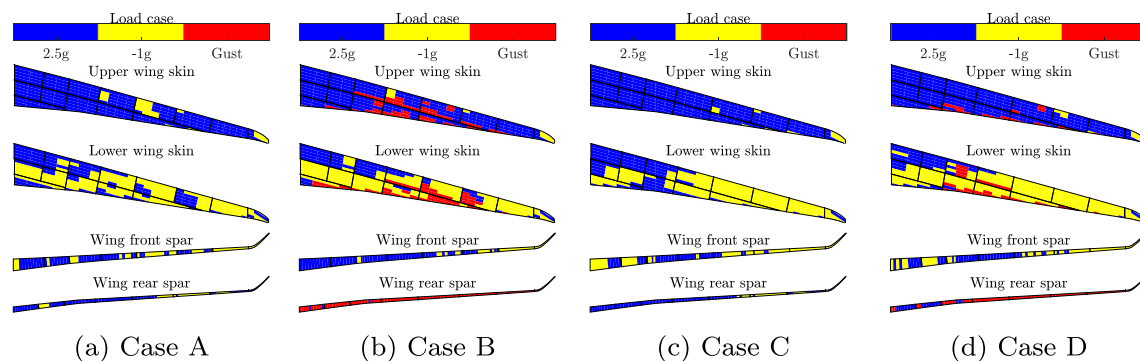 Load case
2.5g -1g Gust
Upper wing skin
Lower wing skin
Wing front spar
Wing rear spar
(a) Case A
Load case
2.5g -1g Gust
Upper wing skin
Lower wing skin
Wing front spar
Wing rear spar
(b) Case B
Load case
2.5g -1g Gust
Upper wing skin
Lower wing skin
Wing front spar
Wing rear spar
(c) Case C
Load case
2.5g -1g Gust
Upper wing skin
Lower wing skin
Wing front spar
Wing rear spar
(d) Case D